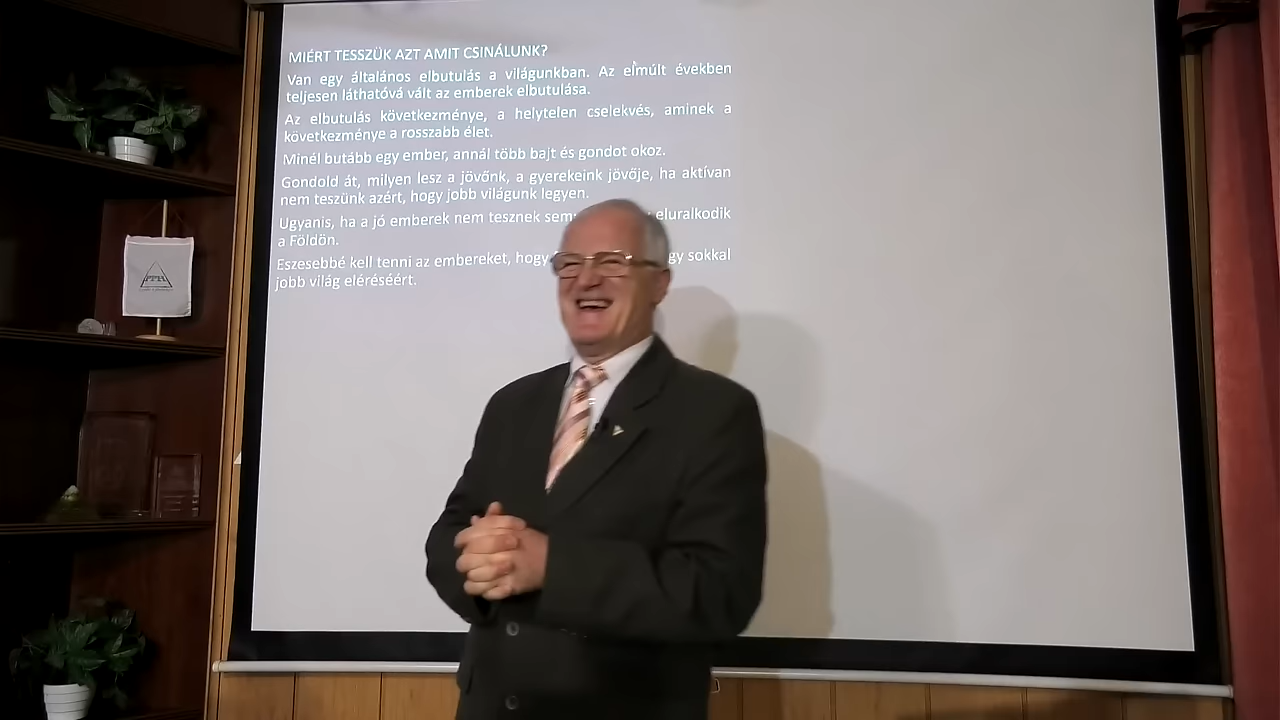 MIÉRT TESSZÜK AZT AMIT CSINÁLUNK?
Van egy általános elbutulás a világunkban. Az elmúlt években
teljesen láthatóvá vált az emberek elbutulása.
Az elbutulás következménye, a helytelen cselekvés, aminek a
következménye a rosszabb élet.
Minél butább egy ember, annál több bajt és gondot okoz.
Gondold át, milyen lesz a jövőnk, a gyerekeink jövője, ha aktívan
nem teszünk azért, hogy jobb világunk legyen.
Ugyanis, ha a jó emberek nem tesznek eluralkodik
a Földön.
Eszesebbé kell tenni az embereket, hogy sokkal
jobb világ eléréséért.